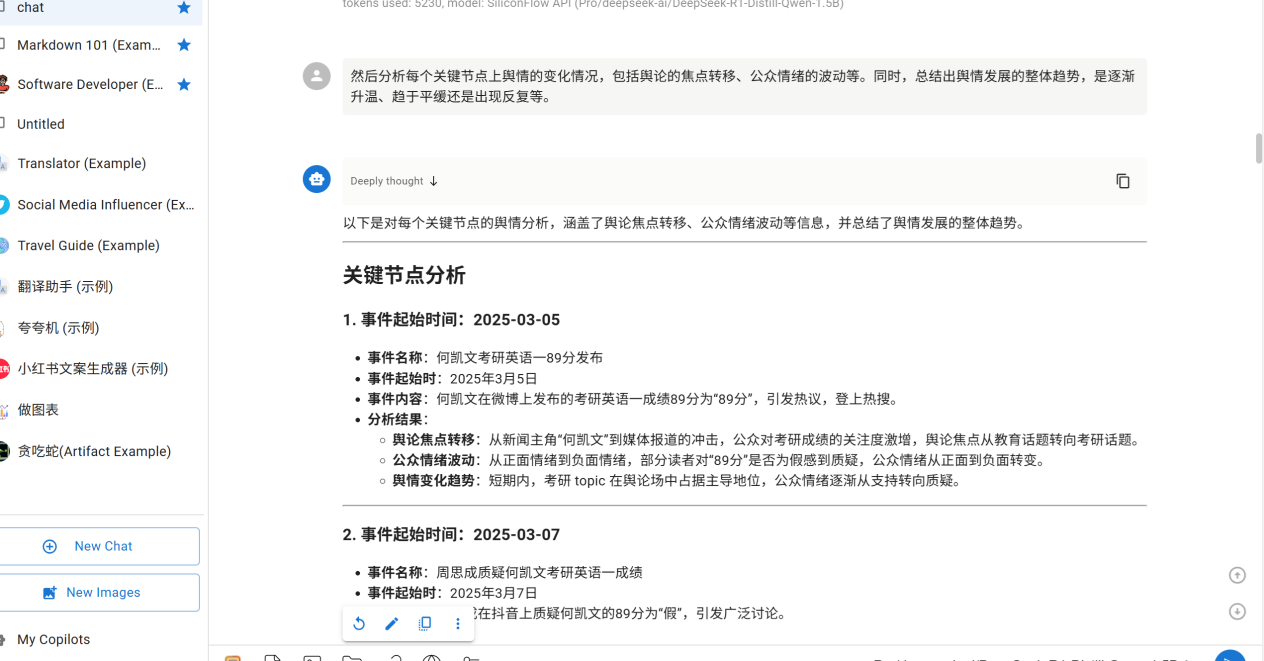 chat
Markdown 101 (Exam...
Software Developer (E...
Untitled
Translator (Example)
Social Media Influencer (Ex...
Travel Guide (Example)
翻译助手 (示例)
夸夸机 (示例)
小红书文案生成器 (示例)
做图表
贪吃蛇(Artifact Example)
New Chat
New Images
My Copilots
tokens used: 5230, model: SiliconFlow API (Pro/deepseek-ai/DeepSeek-R1-Distill-Qwen-1.5B)
然后分析每个关键节点上舆情的变化情况，包括舆论的焦点转移、公众情绪的波动等。同时，总结出舆情发展的整体趋势，是逐渐
升温、趋于平缓还是出现反复等。
Deeply thought
以下是对每个关键节点的舆情分析，涵盖了舆论焦点转移、公众情绪波动等信息，并总结了舆情发展的整体趋势。
关键节点分析
1. 事件起始时间：2025-03-05
事件名称：何凯文考研英语一89分发布
事件起始时：2025年3月5日
事件内容：何凯文在微博上发布的考研英语一成绩89分为“89分”，引发热议，登上热搜。
分析结果：
舆论焦点转移：从新闻主角“何凯文”到媒体报道的冲击，公众对考研成绩的关注度激增，舆论焦点从教育话题转向考研话题。
公众情绪波动：从正面情绪到负面情绪，部分读者对“89分”是否为假感到质疑，公众情绪从正面到负面转变。
舆情变化趋势：短期内，考研 topic 在舆论场中占据主导地位，公众情绪逐渐从支持转向质疑。
2. 事件起始时间：2025-03-07
事件名称：周思成质疑何凯文考研英语一成绩
事件起始时：2025年3月7日
在抖音上质疑何凯文的89分为“假”，引发广泛讨论。